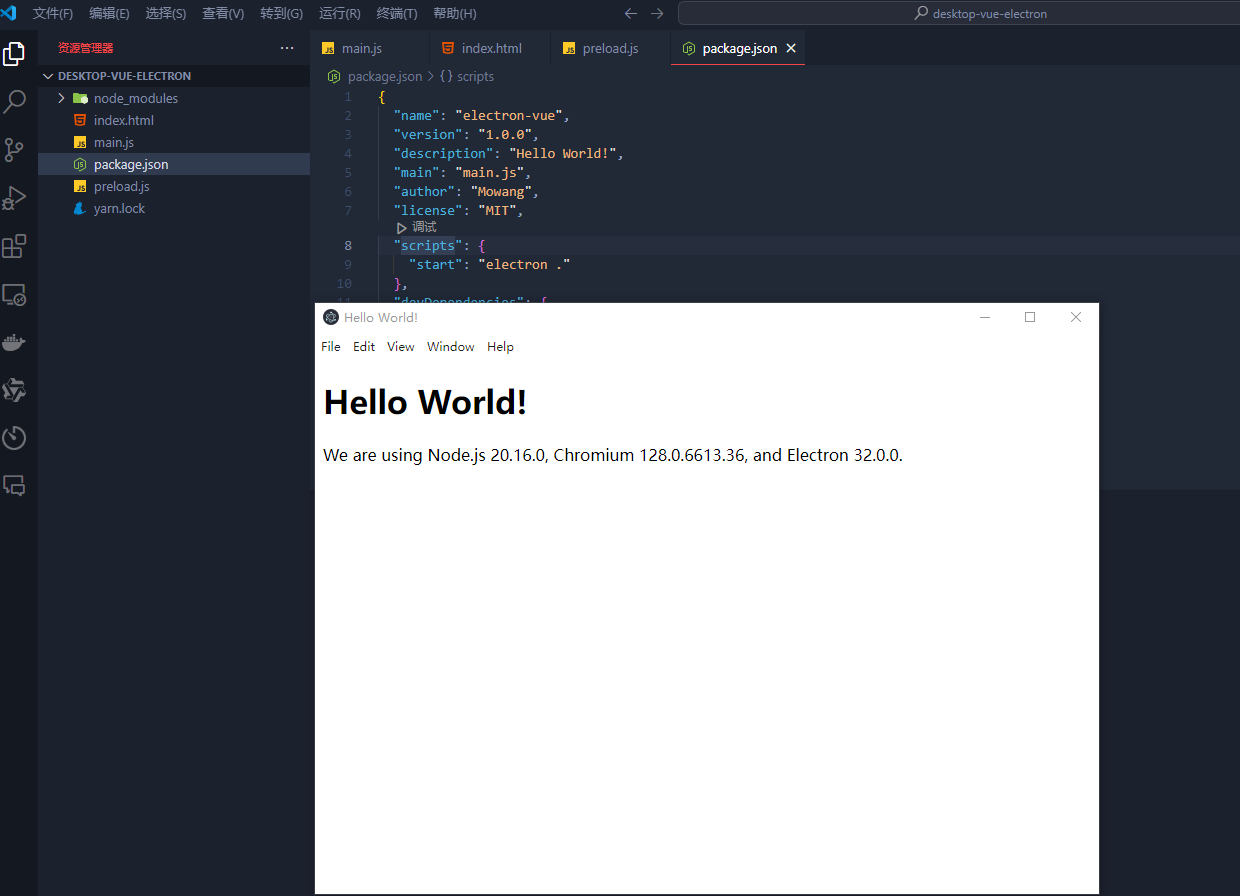 文件(F) 编辑(E) 选择(S) 查看(V) 转到(G) 运行(R) 终端(T) 帮助(H) desktop-vue-electron
资源管理器
DESKTOP-VUE-ELECTRON
node_modules
index.html
main.js
package.json
preload.js
yarn.lock
main.js index.html preload.js package.json
package.json > {} scripts
1 {
2 "name": "electron-vue",
3 "version": "1.0.0",
4 "description": "Hello World!",
5 "main": "main.js",
6 "author": "Mowang",
7 "license": "MIT",
调试
8 "scripts": {
9 "start": "electron ."
10 },
11 "devDependencies": {
Hello World!
File Edit View Window Help
Hello World!
We are using Node.js 20.16.0, Chromium 128.0.6613.36, and Electron 32.0.0.